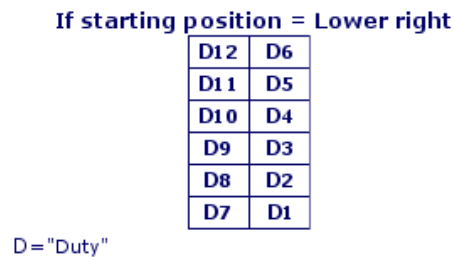 If starting position = Lower right
D12 D6
D11 D5
D10 D4
D9 D3
D8 D2
D7 D1
D="Duty"